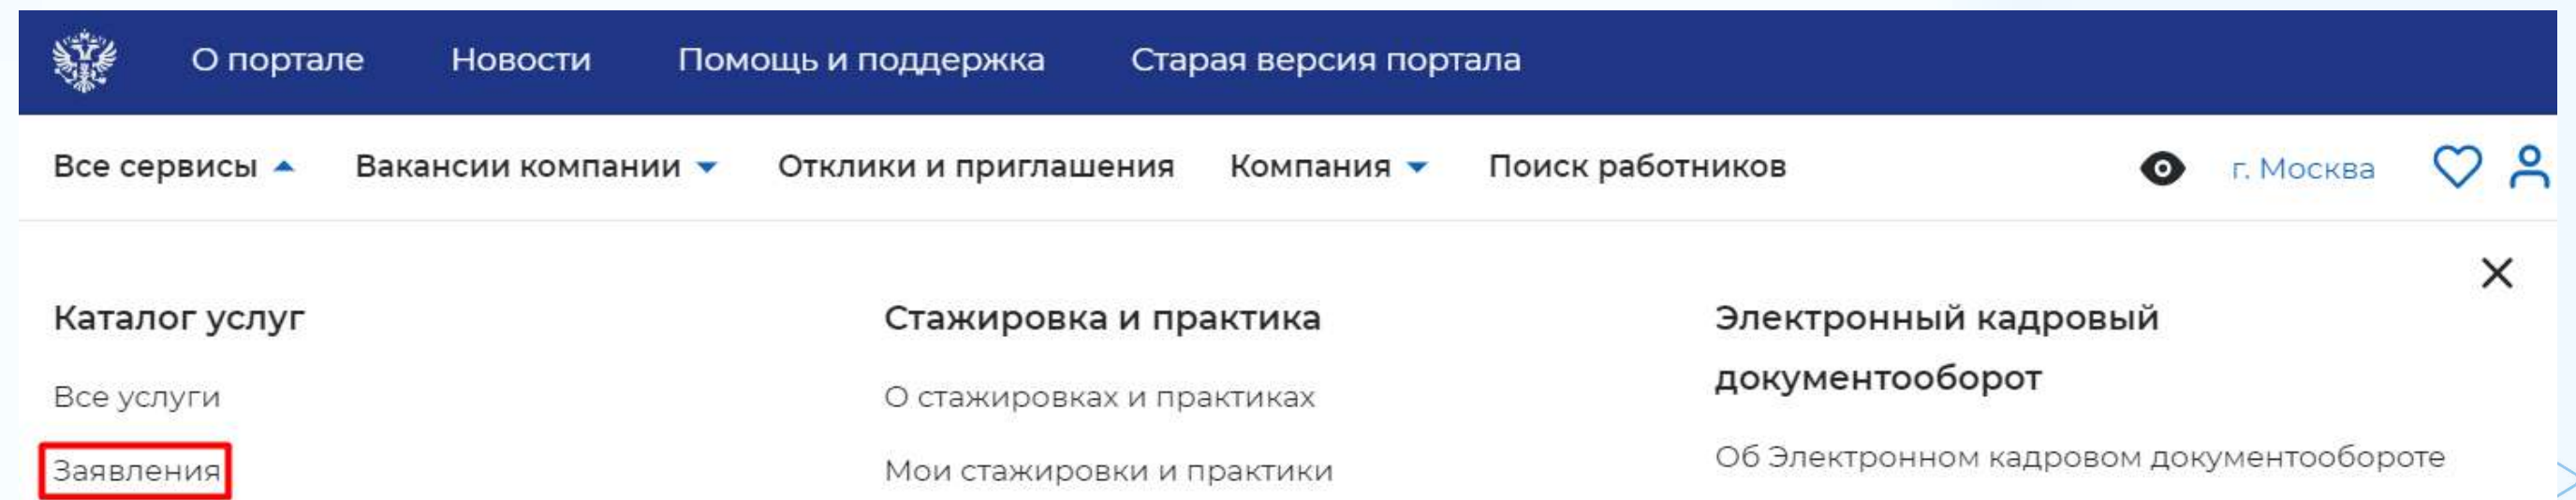 О портале Новости Помощь и поддержка Старая версия портала
Все сервисы Вакансии компании Отклики и приглашения Компания Поиск работников г. Москва
Каталог услуг
Все услуги
Заявления
Стажировка и практика
О стажировках и практиках
Мои стажировки и практики
Электронный кадровый
документооборот
Об Электронном кадровом документообороте